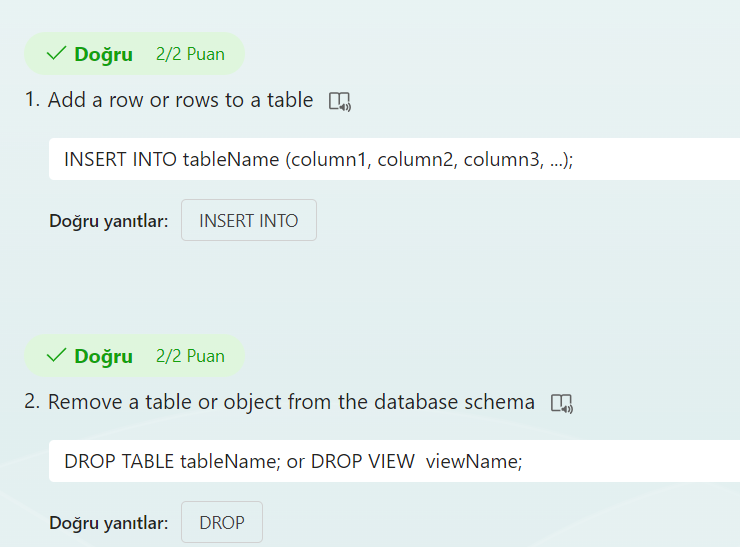 Doğru 2/2 Puan
1. Add a row or rows to a table
INSERT INTO tableName (column1, column2, column3, ...);
Doğru yanıtlar: INSERT INTO
Doğru 2/2 Puan
2. Remove a table or object from the database schema
DROP TABLE tableName; or DROP VIEW  viewName;
Doğru yanıtlar: DROP